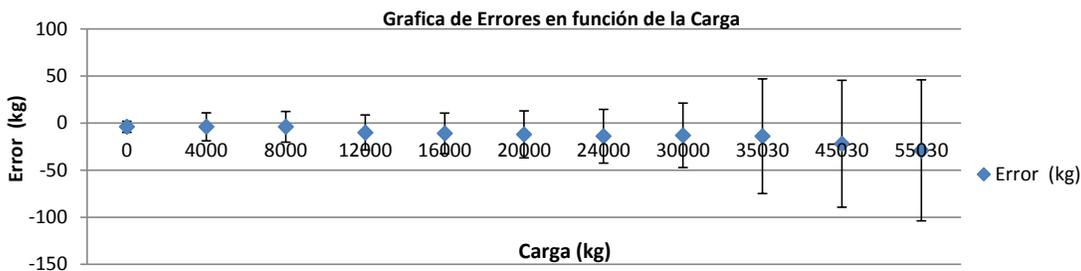 Grafica de Errores en función de la Carga
100
50
0
-50
-100
-150
Error (kg)
0 4000 8000 12000 16000 20000 24000 30000 35030 45030 55030
Carga (kg)
Error (kg)